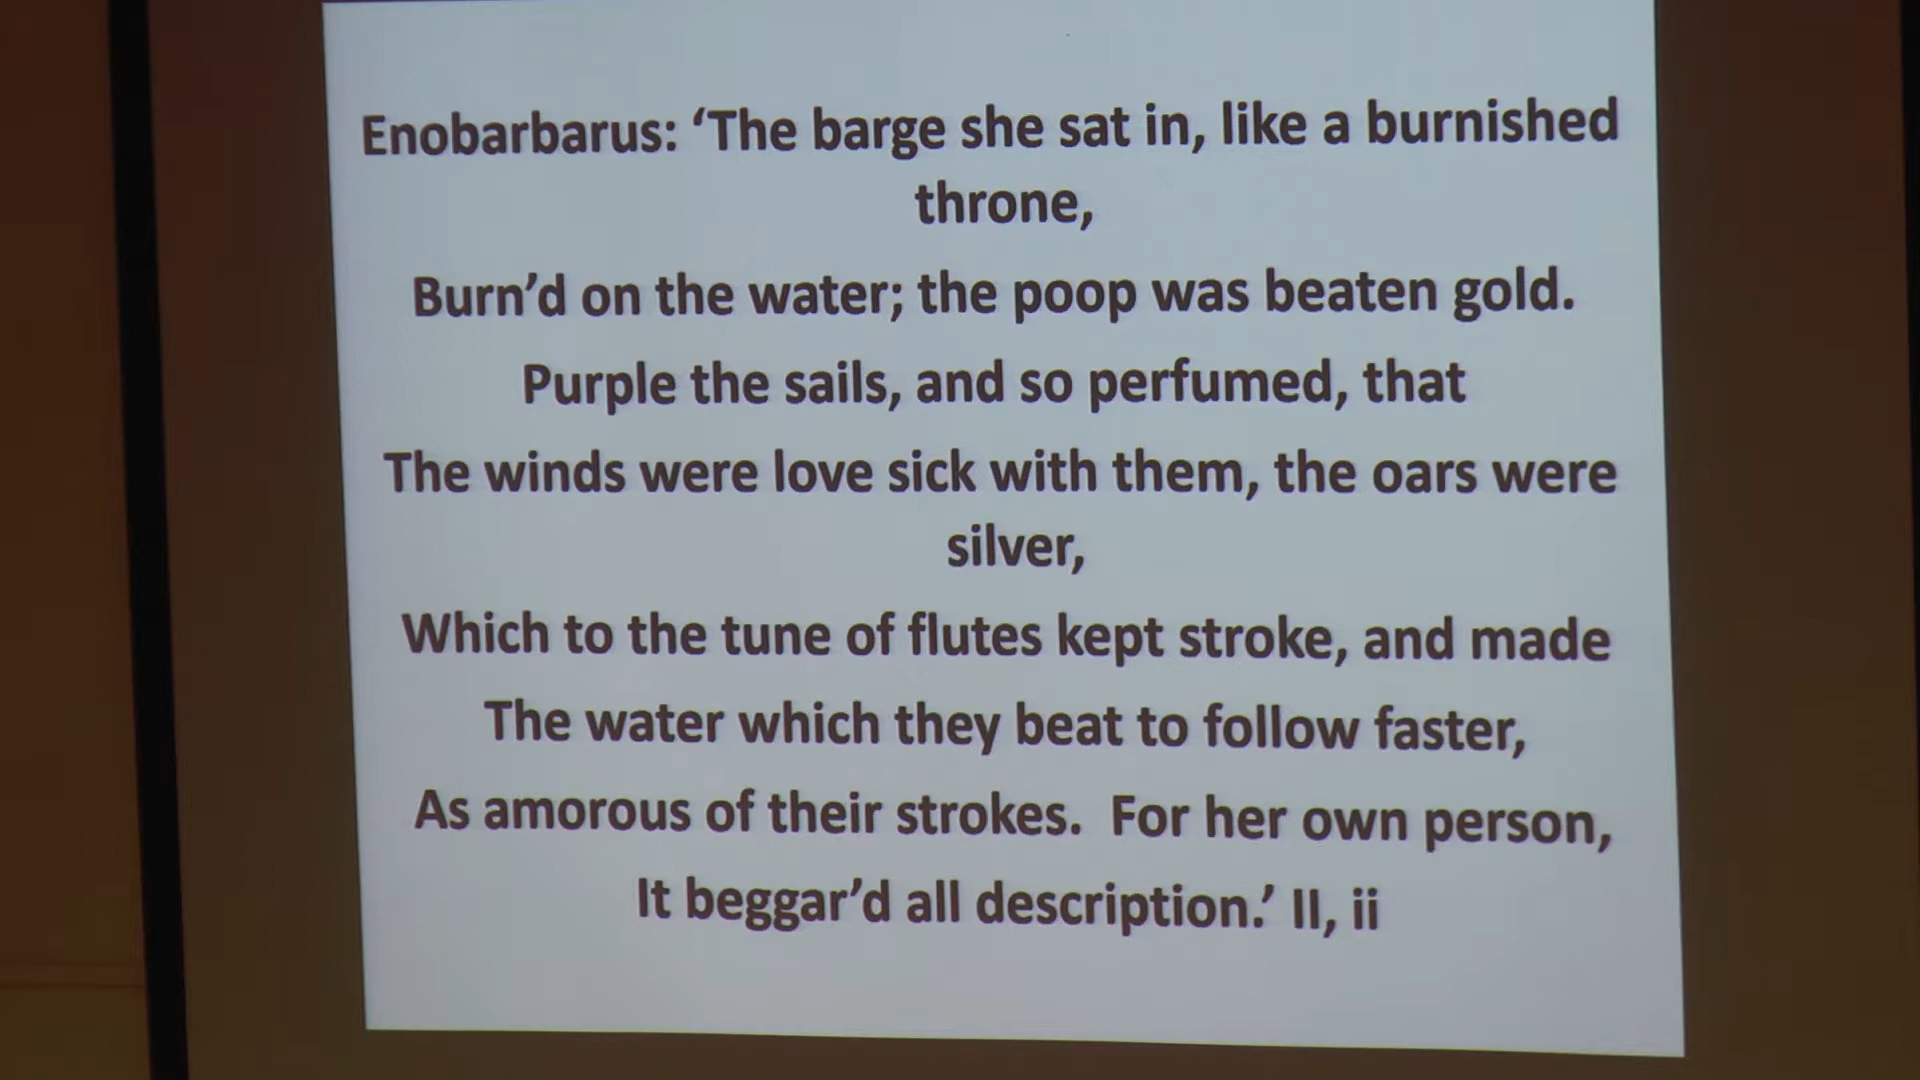 Enobarbarus: ‘The barge she sat in, like a burnished
throne,
Burn’d on the water; the poop was beaten gold.
Purple the sails, and so perfumed, that
The winds were love sick with them, the oars were
silver,
Which to the tune of flutes kept stroke, and made
The water which they beat to follow faster,
As amorous of their strokes.  For her own person,
It beggar’d all description.’ II, ii